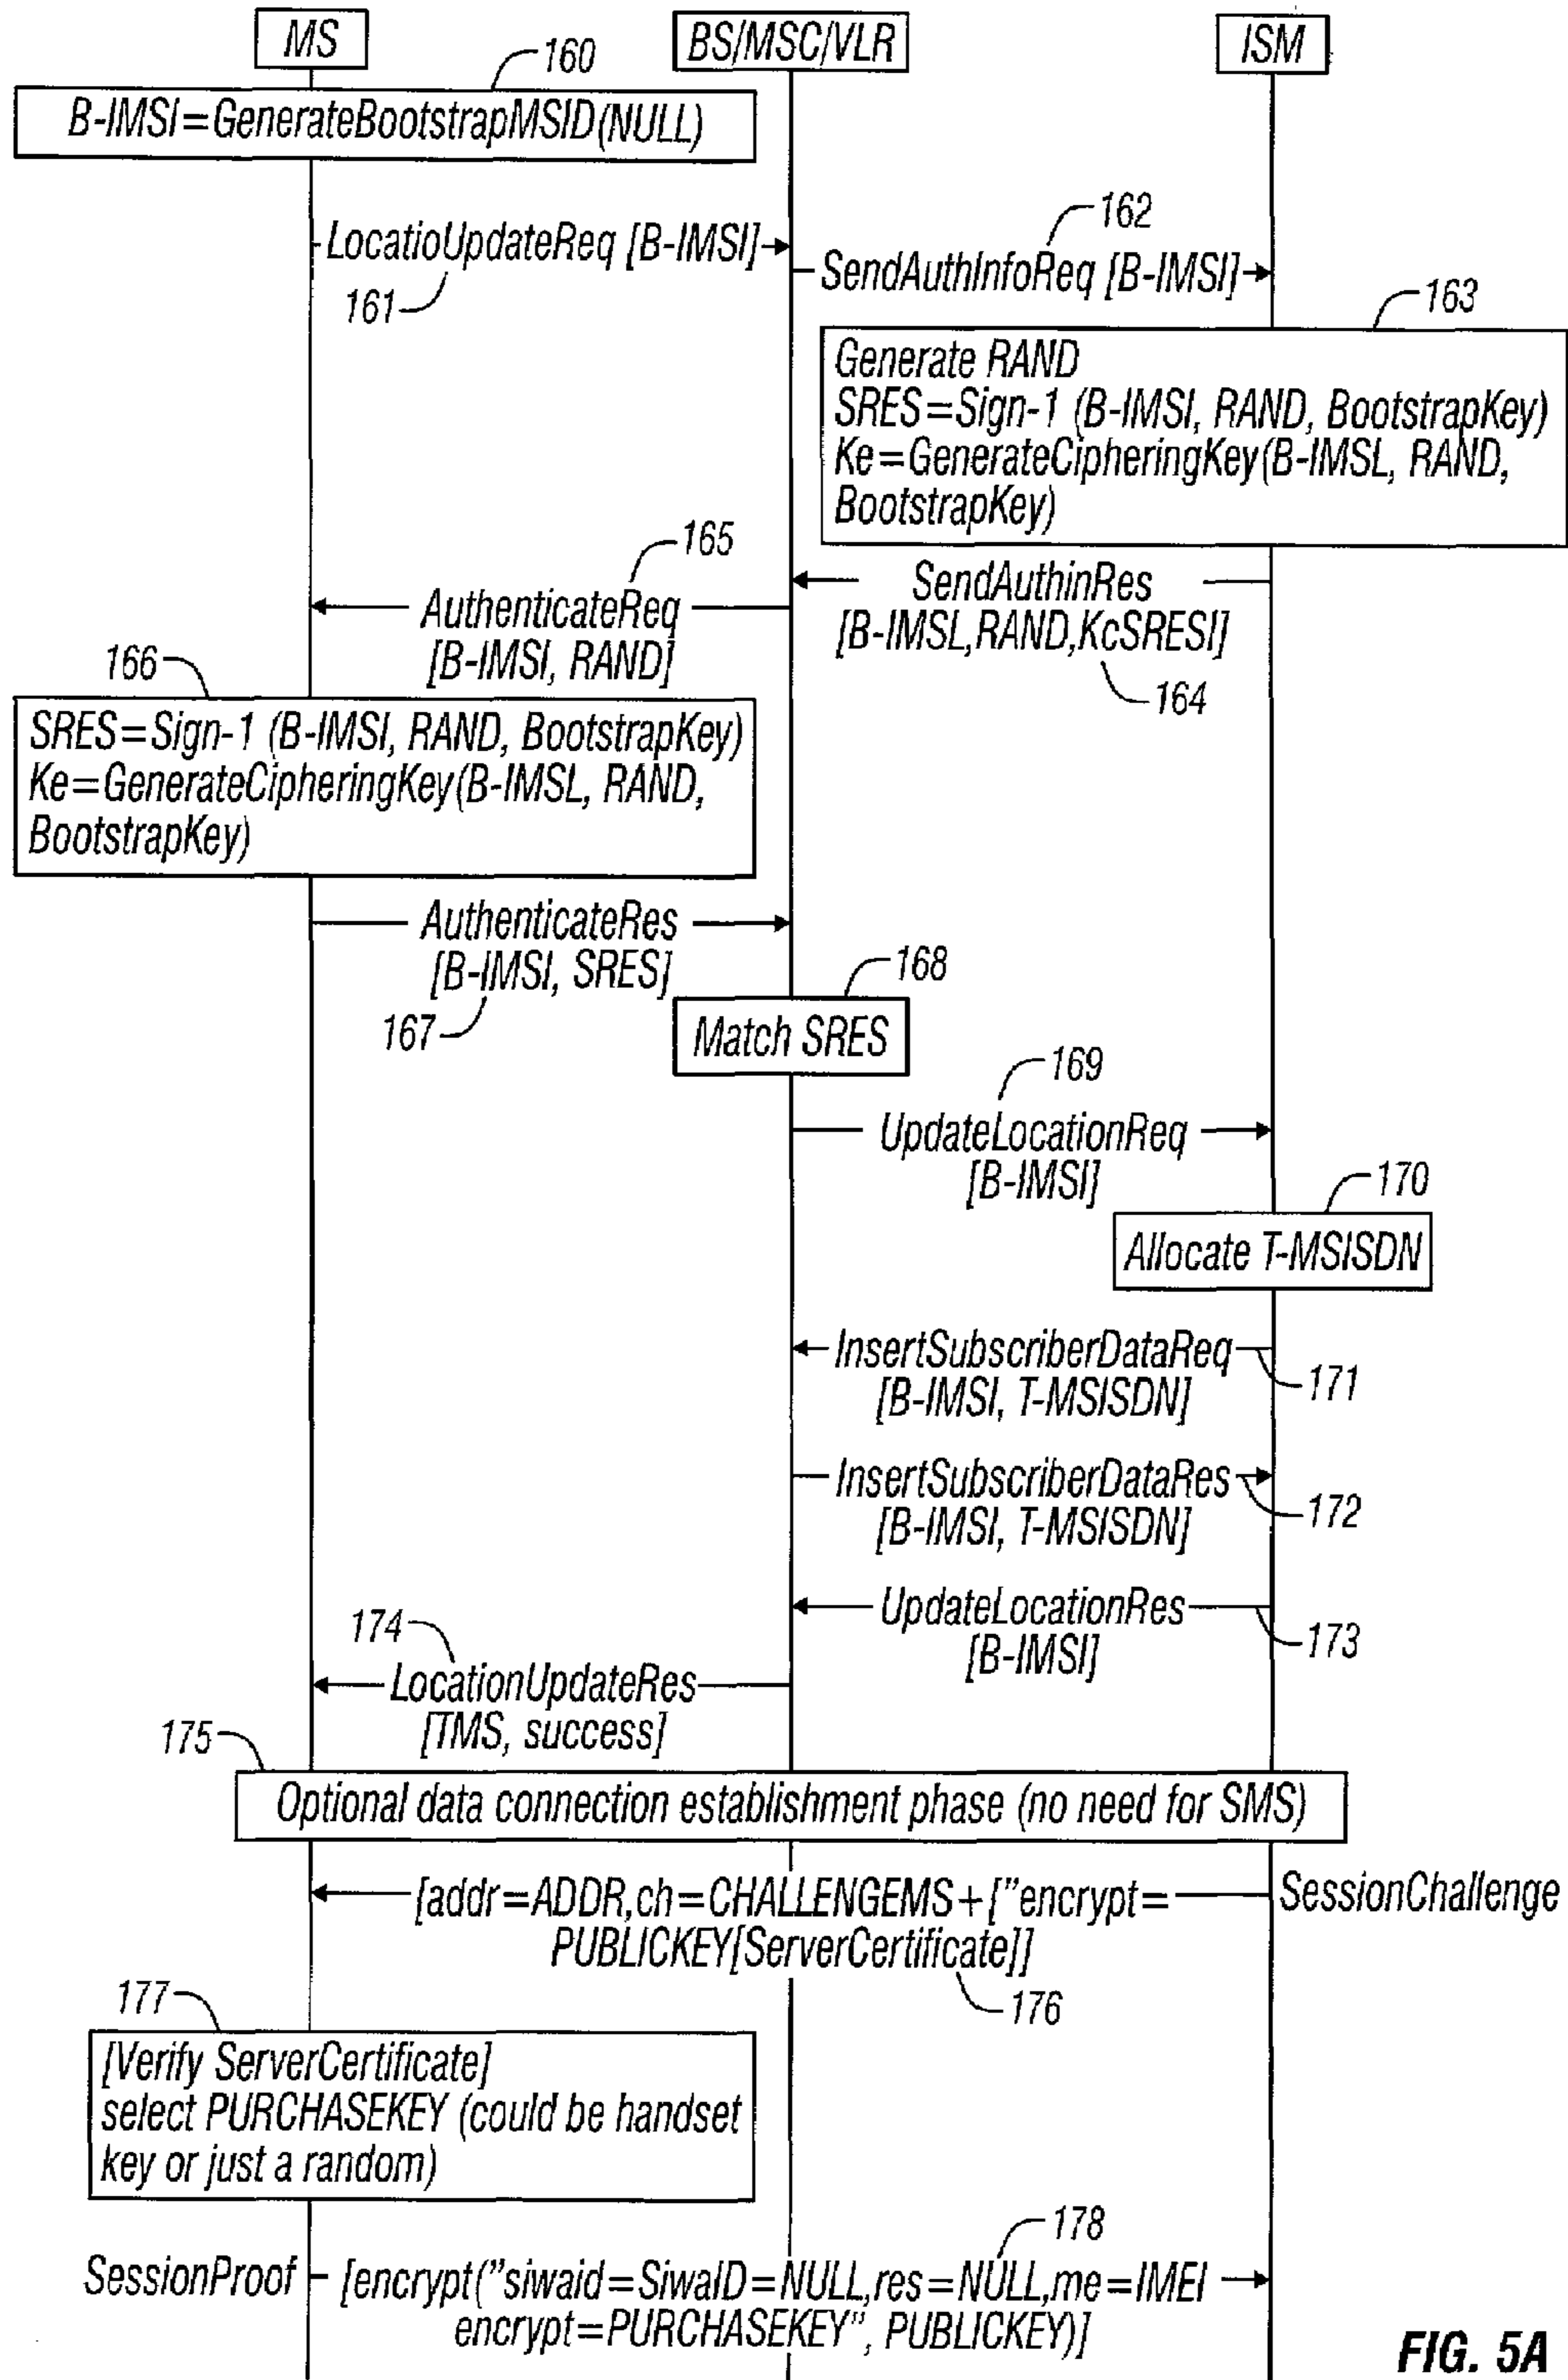 MS
BS/MSC/VLR
ISM
160
B-IMSI=GenerateBootstrapMSID(NULL)
LocatioUpdateReq [B-IMSI]
161
162
SendAuthInfoReq [B-IMSI]
163
Generate RAND
SRES=Sign-1 (B-IMSI, RAND, BootstrapKey)
Ke=GenerateCipheringKey(B-IMSL, RAND,
BootstrapKey)
SendAuthinRes
[B-IMSL,RAND,KcSRESI]
164
165
AuthenticateReq
[B-IMSI, RAND]
166
SRES=Sign-1 (B-IMSI, RAND, BootstrapKey)
Ke=GenerateCipheringKey(B-IMSL, RAND,
BootstrapKey)
AuthenticateRes
[B-IMSI, SRES]
167
168
Match SRES
169
UpdateLocationReq
[B-IMSI]
170
Allocate T-MSISDN
InsertSubscriberDataReq
[B-IMSI, T-MSISDN]
171
InsertSubscriberDataRes
[B-IMSI, T-MSISDN]
172
UpdateLocationRes
[B-IMSI]
173
174
LocationUpdateRes
[TMS, success]
175
Optional data connection establishment phase (no need for SMS)
[addr=ADDR,ch=CHALLENGEMS+["encrypt=
PUBLICKEY[ServerCertificate]]
SessionChallenge
176
177
[Verify ServerCertificate]
select PURCHASEKEY (could be handset
key or just a random)
178
SessionProof
[encrypt("siwaid=SiwaID=NULL,res=NULL,me=IMEI
encrypt=PURCHASEKEY", PUBLICKEY)]
FIG. 5A